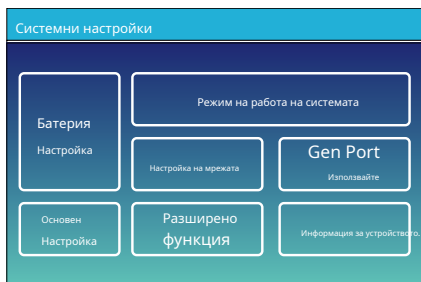 Системни настройки
Батерия
Настройка
Режим на работа на системата
Настройка на мрежата
Gen Port
Използвайте
Основен
Настройка
Разширено
функция
Информация за устройството.